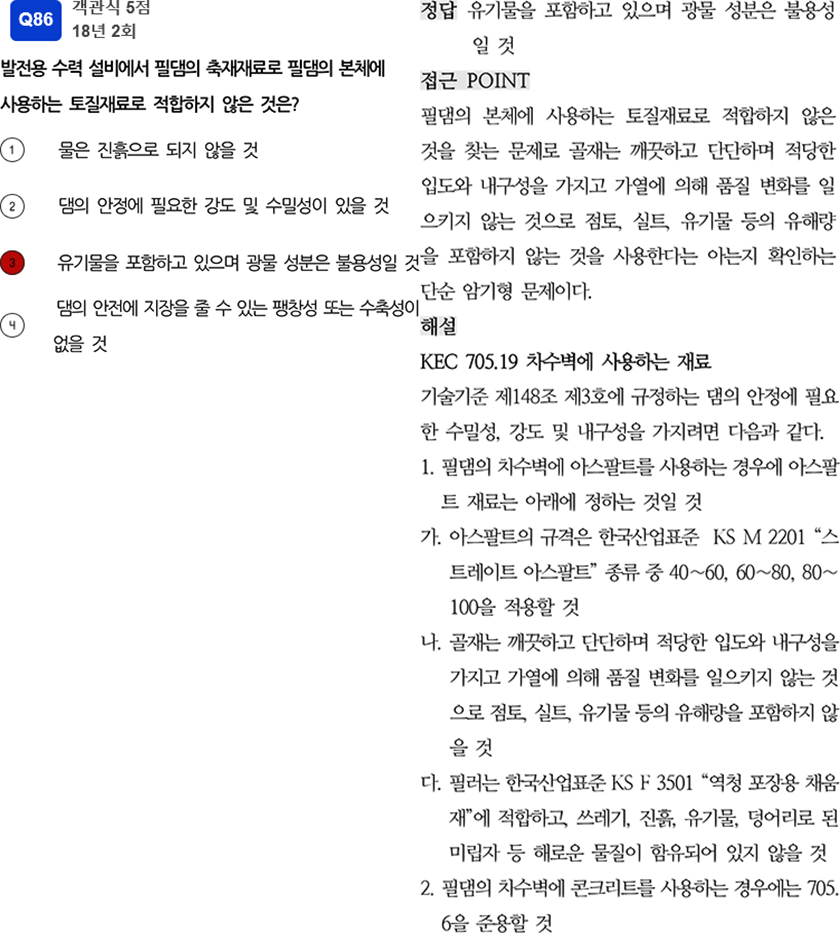 Q86
객관식 5점
18년 2회
발전용 수력 설비에서 필댐의 축재재료로 필댐의 본체에
사용하는 토질재료로 적합하지 않은 것은?
1 물은 진흙으로 되지 않을 것
2 댐의 안정에 필요한 강도 및 수밀성이 있을 것
3 유기물을 포함하고 있으며 광물 성분은 불용성일 것
4 댐의 안전에 지장을 줄 수 있는 팽창성 또는 수축성이
없을 것
정답 유기물을 포함하고 있으며 광물 성분은 불용성
일 것
접근 POINT
필댐의 본체에 사용하는 토질재료로 적합하지 않은
것을 찾는 문제로 골재는 깨끗하고 단단하며 적당한
입도와 내구성을 가지고 가열에 의해 품질 변화를 일
으키지 않는 것으로 점토, 실트, 유기물 등의 유해량
을 포함하지 않는 것을 사용한다는 아는지 확인하는
단순 암기형 문제이다.
해설
KEC 705.19 차수벽에 사용하는 재료
기술기준 제148조 제3호에 규정하는 댐의 안정에 필요
한 수밀성, 강도 및 내구성을 가지려면 다음과 같다.
1. 필댐의 차수벽에 아스팔트를 사용하는 경우에 아스팔
트 재료는 아래에 정하는 것일 것
가. 아스팔트의 규격은 한국산업표준 KS M 2201 “스
트레이트 아스팔트” 종류 중 40~60, 60~80, 80~
100을 적용할 것
나. 골재는 깨끗하고 단단하며 적당한 입도와 내구성을
가지고 가열에 의해 품질 변화를 일으키지 않는 것
으로 점토, 실트, 유기물 등의 유해량을 포함하지 않
을 것
다. 필러는 한국산업표준 KS F 3501 “역청 포장용 채움
재”에 적합하고, 쓰레기, 진흙, 유기물, 덩어리로 된
미립자 등 해로운 물질이 함유되어 있지 않을 것
2. 필댐의 차수벽에 콘크리트를 사용하는 경우에는 705.
6을 준용할 것